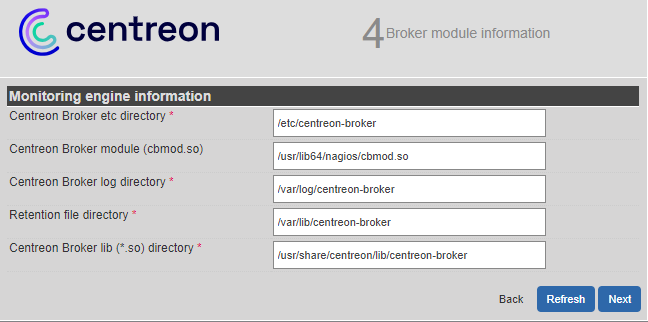 centreon
4 Broker module information
Monitoring engine information
Centreon Broker etc directory * /etc/centreon-broker
Centreon Broker module (cbmod.so) /usr/lib64/nagios/cbmod.so
Centreon Broker log directory * /var/log/centreon-broker
Retention file directory * /var/lib/centreon-broker
Centreon Broker lib (*.so) directory * /usr/share/centreon/lib/centreon-broker
Back Refresh Next